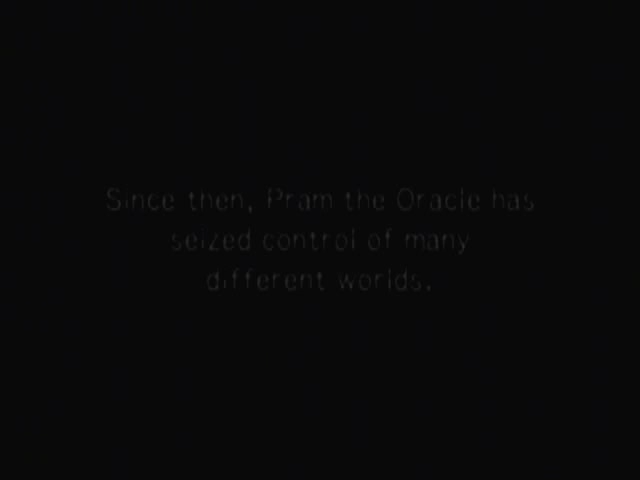 Since then, Pram the Oracle has
seized control of many
different worlds.